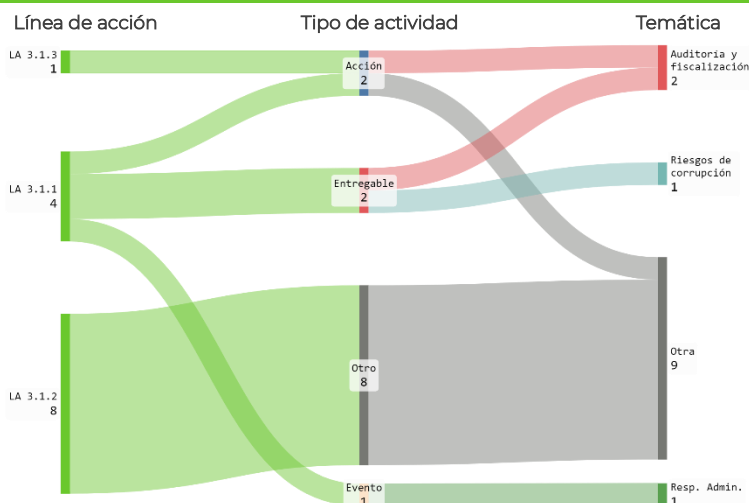 Línea de acción
Tipo de actividad
Temática
LA 3.1.3
1
LA 3.1.1
4
LA 3.1.2
8
Acción
2
Entregable
2
Otro
8
Evento
1
Auditoría y
fiscalización
2
Riesgos de
corrupción
1
Otra
9
Resp. Admin.
1